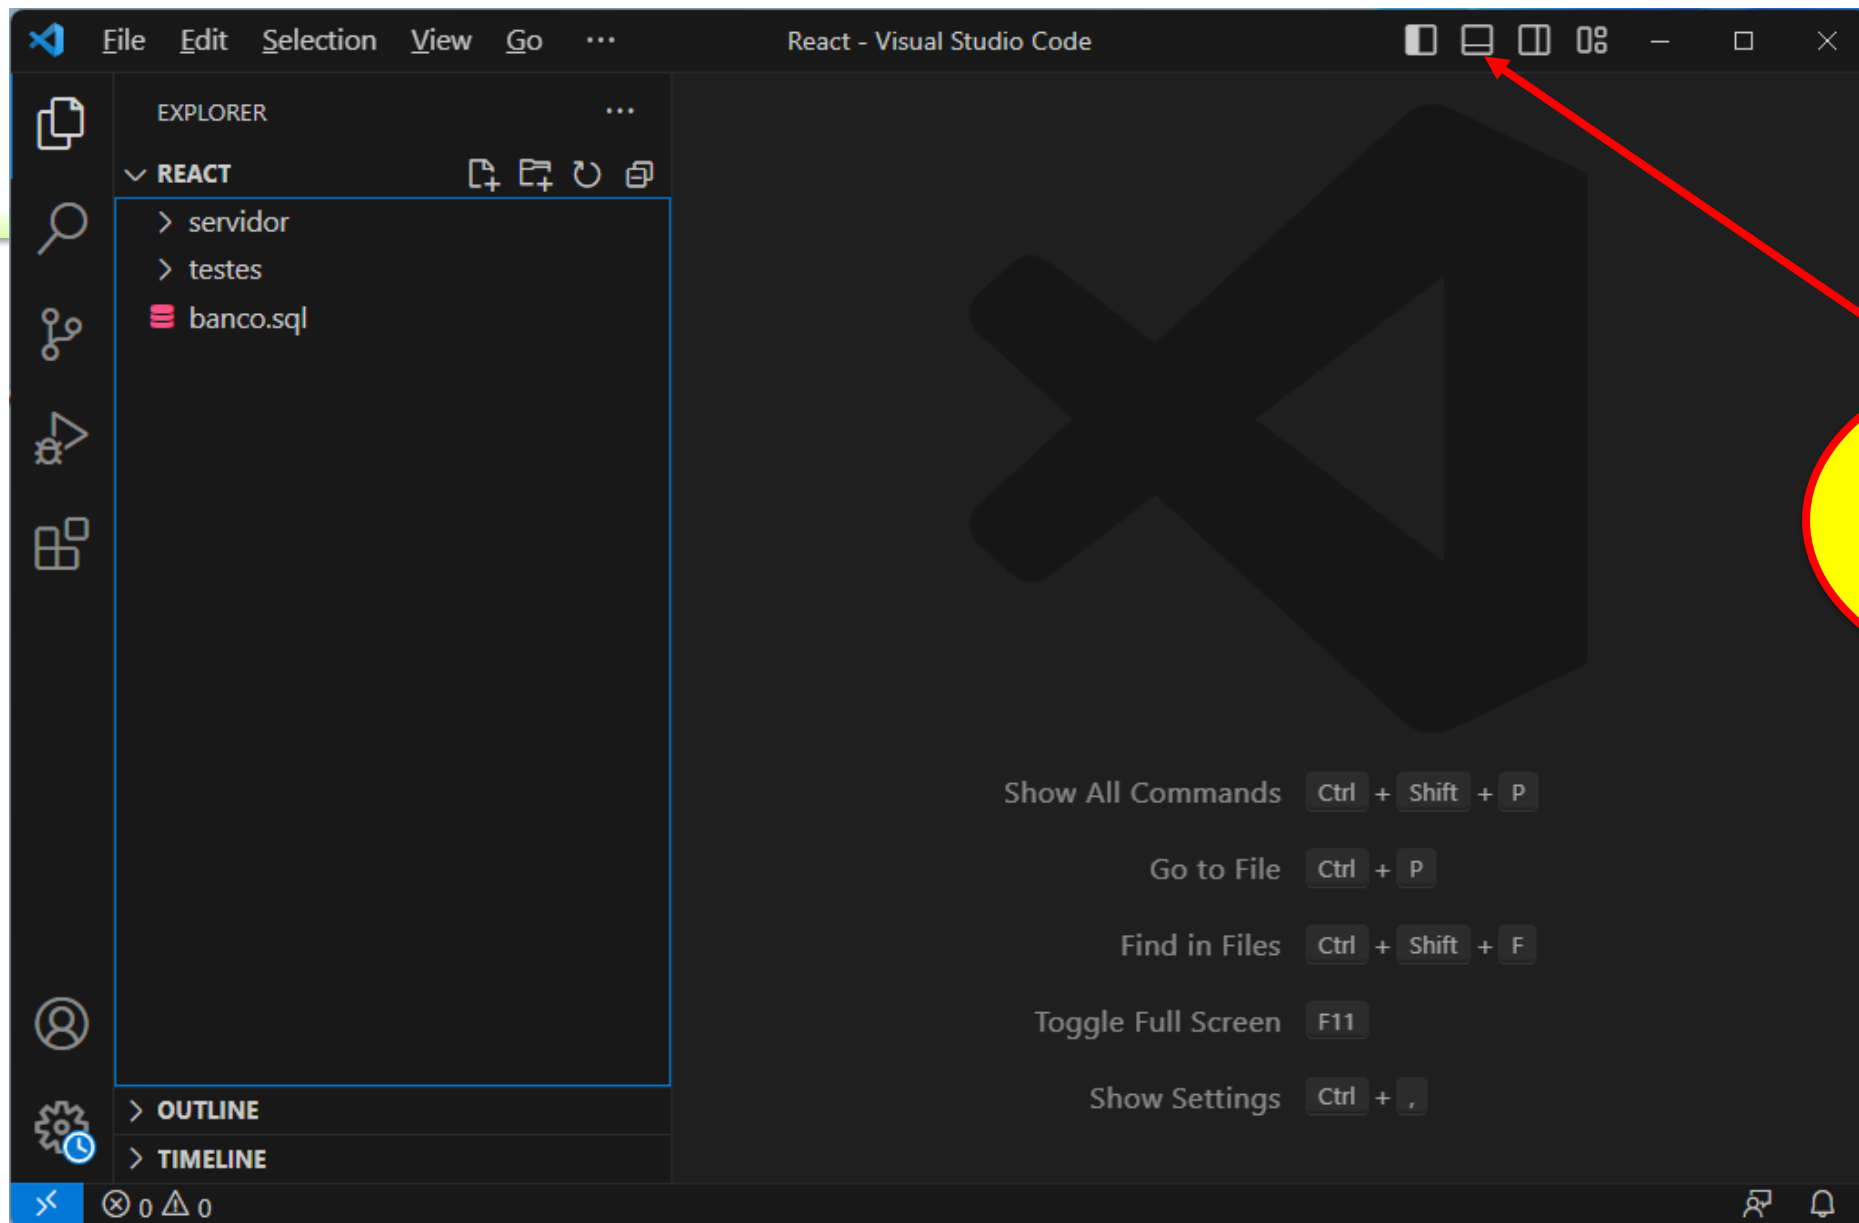 File Edit Selection View Go ··· React - Visual Studio Code
EXPLORER ···
REACT
servidor
testes
banco.sql
Show All Commands Ctrl + Shift + P
Go to File Ctrl + P
Find in Files Ctrl + Shift + F
Toggle Full Screen F11
Show Settings Ctrl + ,
OUTLINE
TIMELINE
0 0